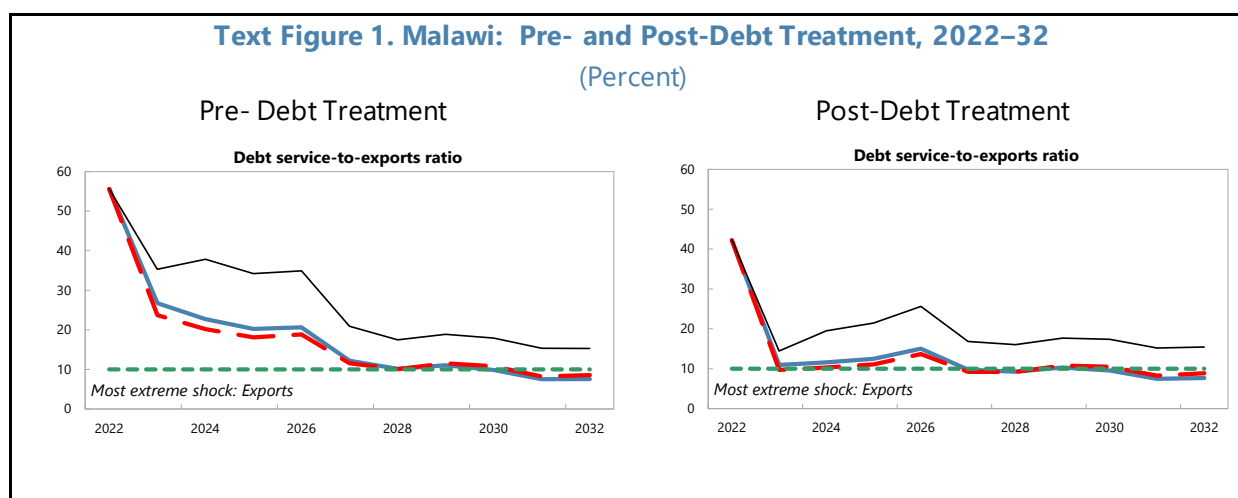 Text Figure 1. Malawi: Pre- and Post-Debt Treatment, 2022–32
(Percent)
Pre- Debt Treatment
Debt service-to-exports ratio
60
50
40
30
20
10
0
Most extreme shock: Exports
2022 2024 2026 2028 2030 2032
Post-Debt Treatment
Debt service-to-exports ratio
60
50
40
30
20
10
0
Most extreme shock: Exports
2022 2024 2026 2028 2030 2032